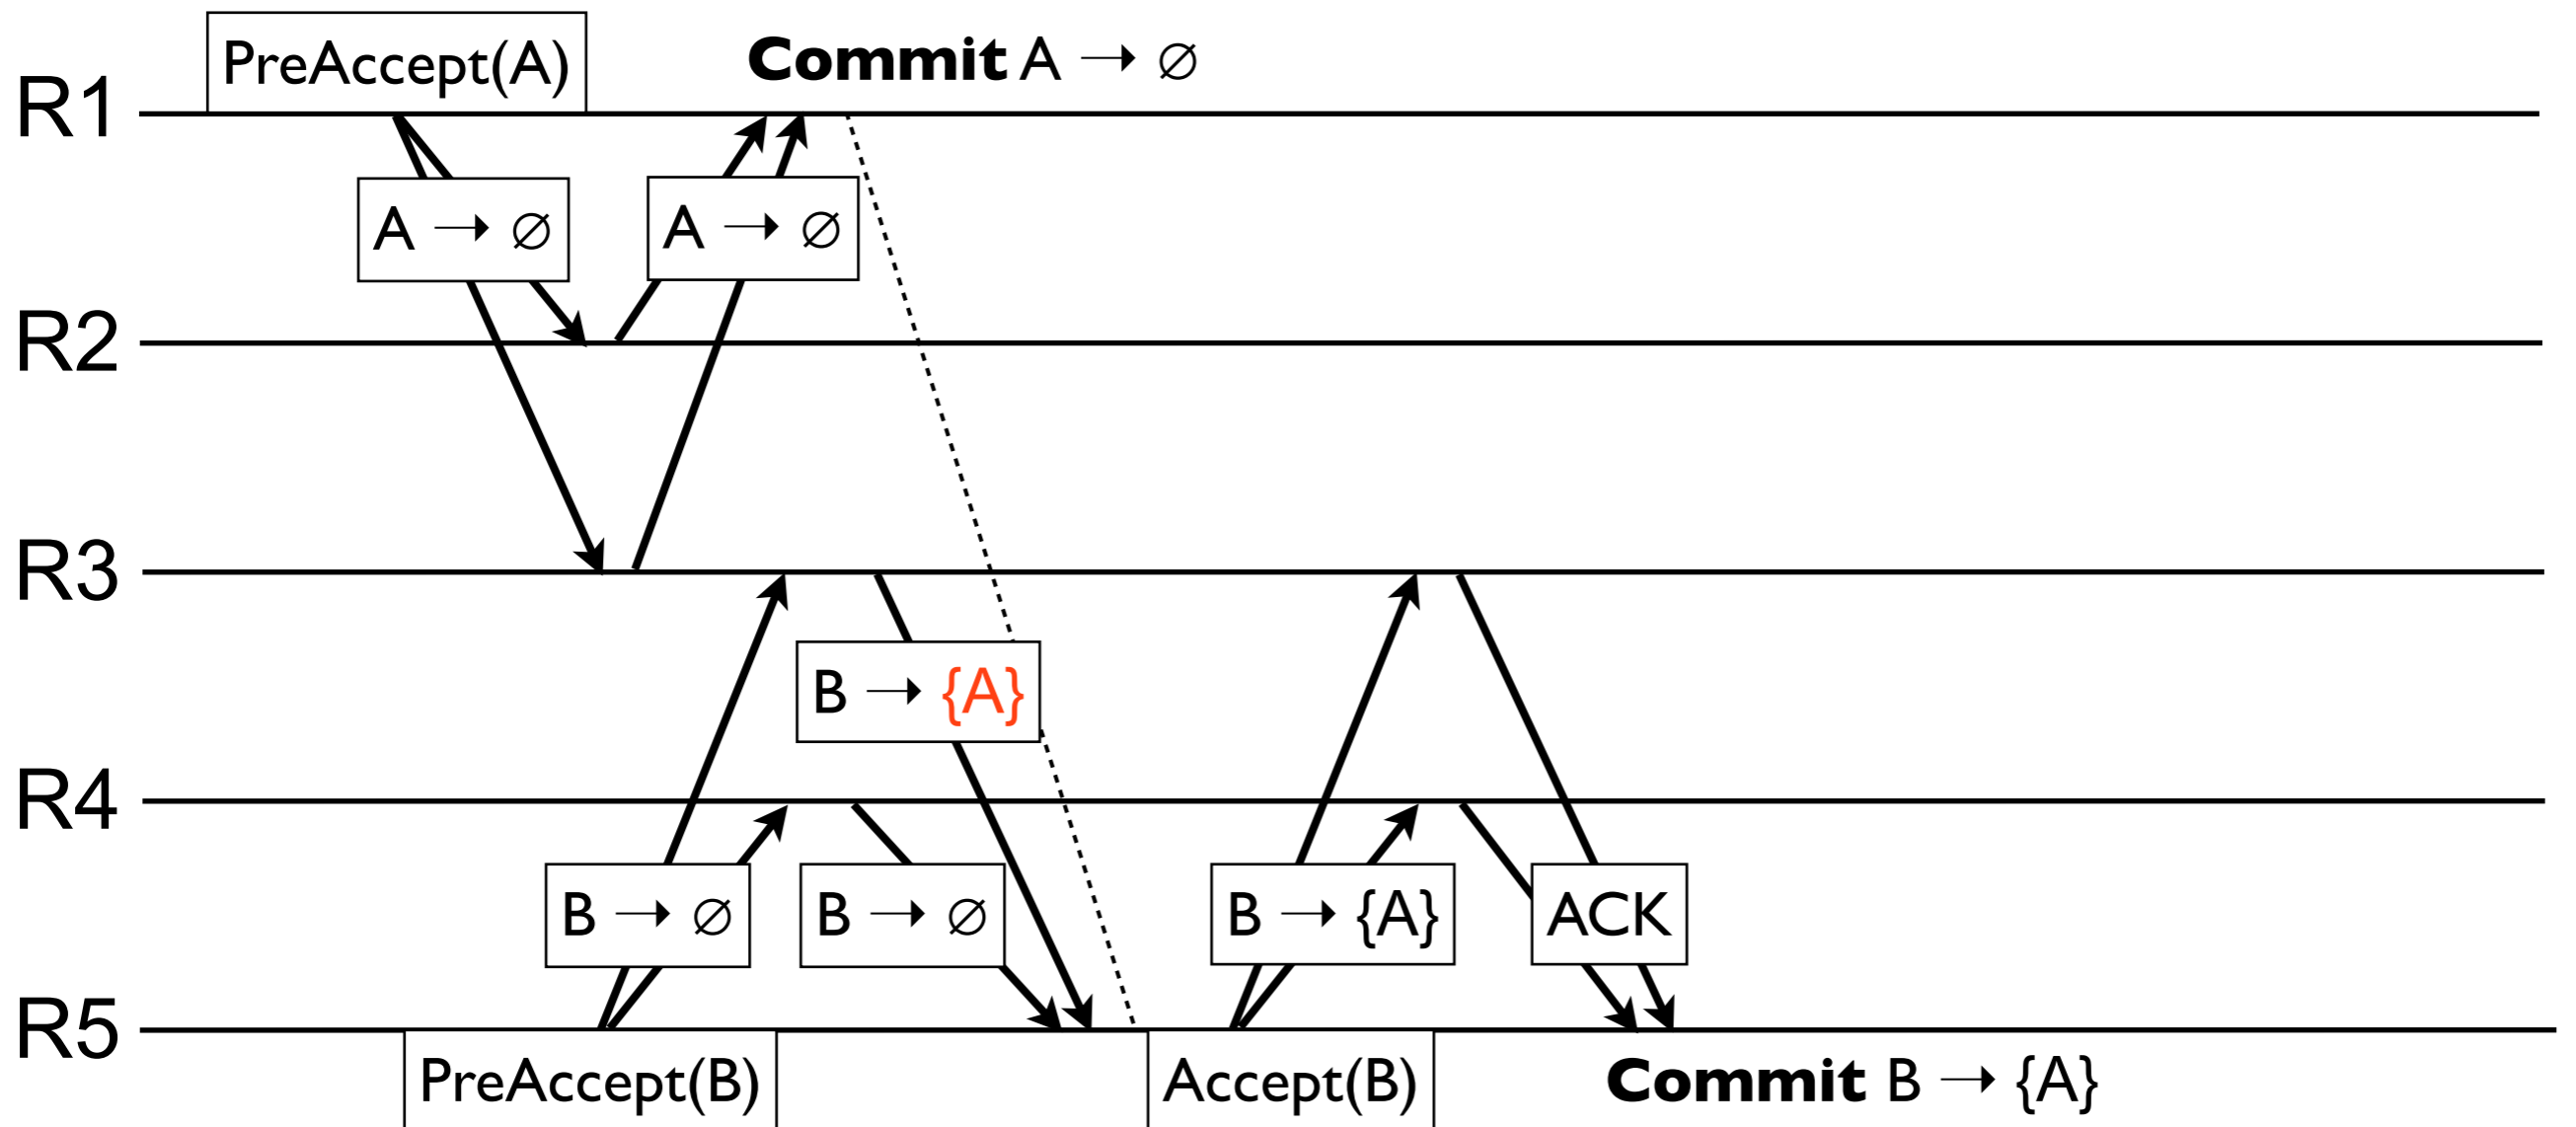 PreAccept(A)
Commit A → ∅
R1
A → ∅
A → ∅
R2
R3
B → {A}
R4
B → ∅
B → ∅
B → {A}
ACK
R5
PreAccept(B)
Accept(B)
Commit B → {A}